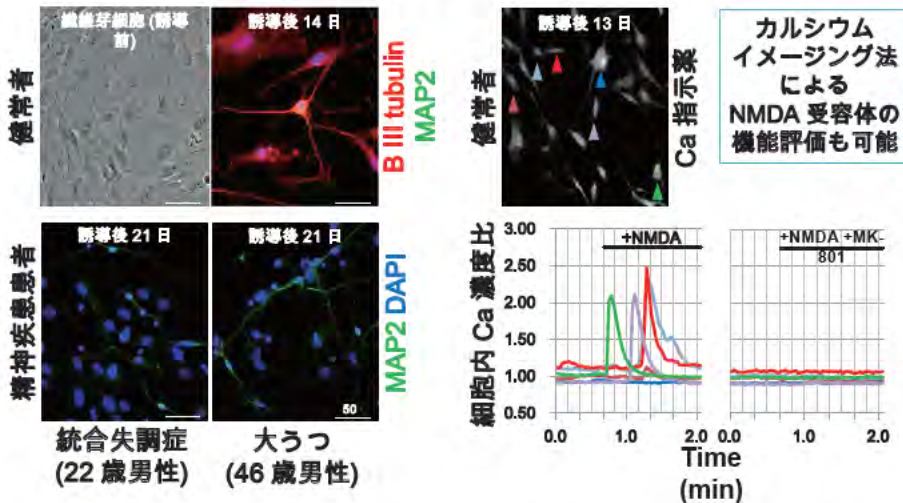 繊維芽細胞 (誘導
前)
誘導後 14 日
健常者
B III tubulin
MAP2
誘導後 21 日
誘導後 21 日
50
精神疾患患者
MAP2 DAPI
統合失調症
(22 歳男性)
大うつ
(46 歳男性)
誘導後 13 日
健常者
Ca 指示薬
カルシウム
イメージング法
による
NMDA 受容体の
機能評価も可能
細胞内 Ca 濃度比
3.00
2.50
2.00
1.50
1.00
0.50
+NMDA
0.0
1.0
2.0
+NMDA +MK-
801
0.0
1.0
2.0
Time
(min)